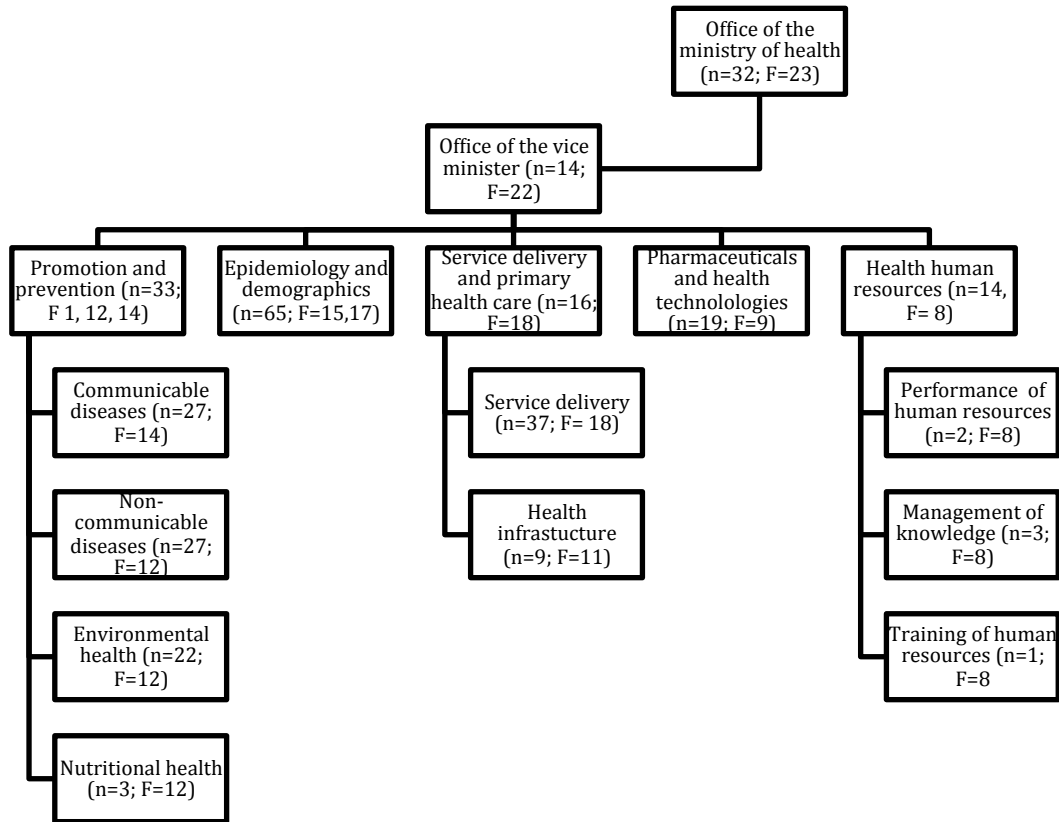 Office of the
ministry of health
(n=32; F=23)
Office of the vice
minister (n=14;
F=22)
Promotion and
prevention (n=33;
F 1, 12, 14)
Epidemiology and
demographics
(n=65; F=15,17)
Service delivery
and primary
health care (n=16;
F=18)
Pharmaceuticals
and health
technolologies
(n=19; F=9)
Health human
resources (n=14,
F= 8)
Communicable
diseases (n=27;
F=14)
Non-
communicable
diseases (n=27;
F=12)
Environmental
health (n=22;
F=12)
Nutritional health
(n=3; F=12)
Service delivery
(n=37; F= 18)
Health
infrastucture
(n=9; F=11)
Performance  of
human resources
(n=2; F=8)
Management of
knowledge (n=3;
F=8)
Training of human
resources (n=1;
F=8